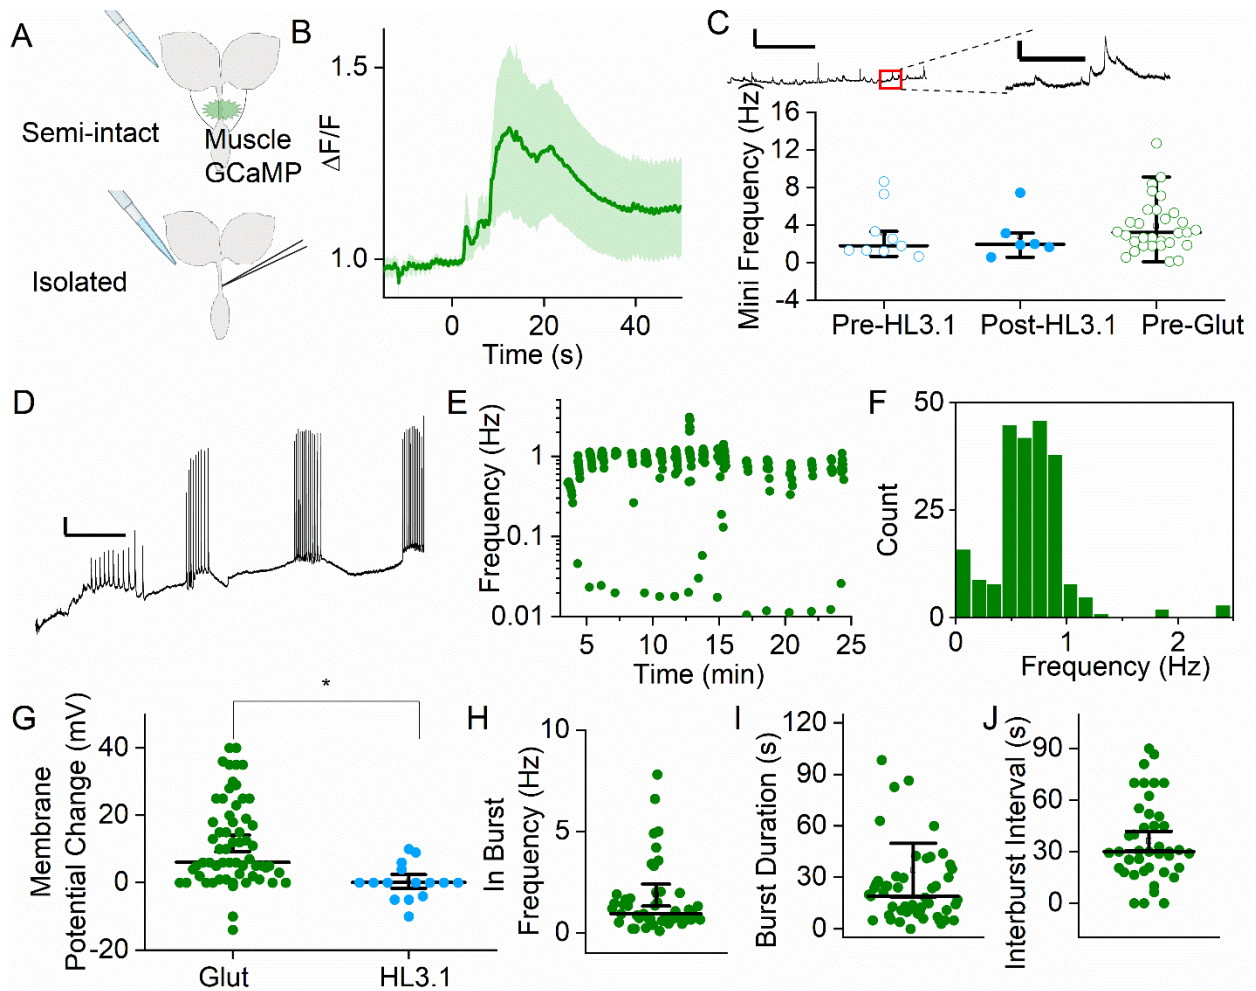 A
Semi-intact
Muscle
GCaMP
Isolated
B
ΔF/F
1.5
1.0
0
20
40
Time (s)
C
Mini Frequency (Hz)
16
12
8
4
0
-4
Pre-HL3.1
Post-HL3.1
Pre-Glut
D
E
Frequency (Hz)
1
0.1
0.01
5
10
15
20
25
Time (min)
F
Count
50
25
0
0
1
2
Frequency (Hz)
G
Membrane
Potential Change (mV)
40
20
0
-20
*
Glut
HL3.1
H
In Burst
Frequency (Hz)
10
5
0
I
Burst Duration (s)
120
90
60
30
0
J
Interburst Interval (s)
90
60
30
0